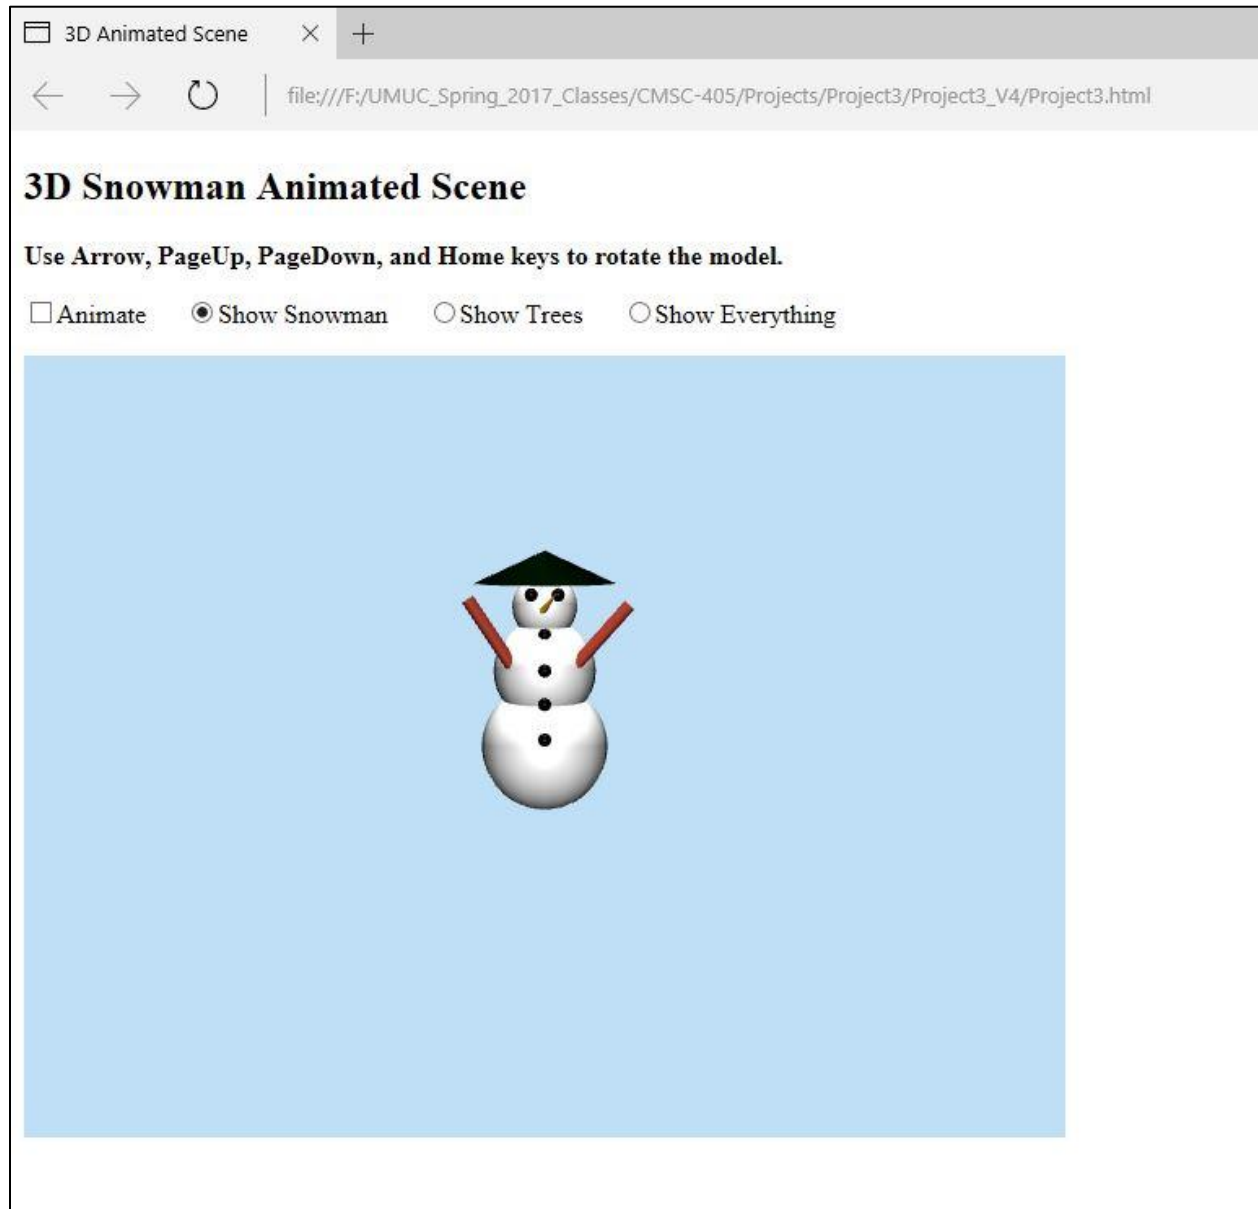 3D Animated Scene
file:///F:/UMUC_Spring_2017_Classes/CMSC-405/Projects/Project3/Project3_V4/Project3.html
3D Snowman Animated Scene
Use Arrow, PageUp, PageDown, and Home keys to rotate the model.
Animate Show Snowman Show Trees Show Everything